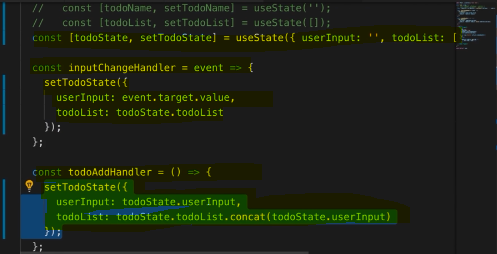 //   const [todoName, setTodoName] = useState('');
//   const [todoList, setTodoList] = useState([]);
const [todoState, setTodoState] = useState({ userInput: '', todoList: [
const inputChangeHandler = event => {
setTodoState({
userInput: event.target.value,
todoList: todoState.todoList
});
};
const todoAddHandler = () => {
setTodoState({
userInput: todoState.userInput,
todoList: todoState.todoList.concat(todoState.userInput)
});
};